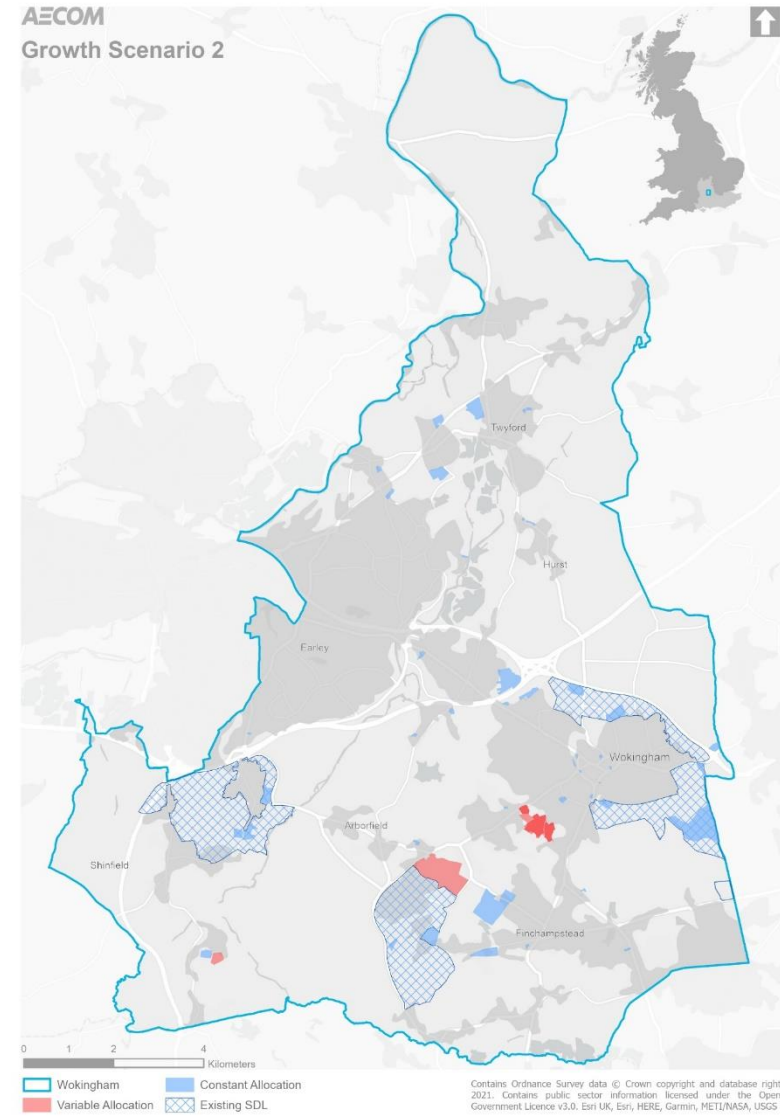 AECOM
Growth Scenario 2
Twyford
Hurst
Earley
Wokingham
Arborfield
Shinfield
Finchampstead
0 1 2 4
Kilometers
Wokingham
Constant Allocation
Variable Allocation
Existing SDL
Contains Ordnance Survey data © Crown copyright and database right
2021. Contains public sector information licensed under the Open
Government Licence v3.0. Esri UK, Esri, HERE, Garmin, METI/NASA, USGS